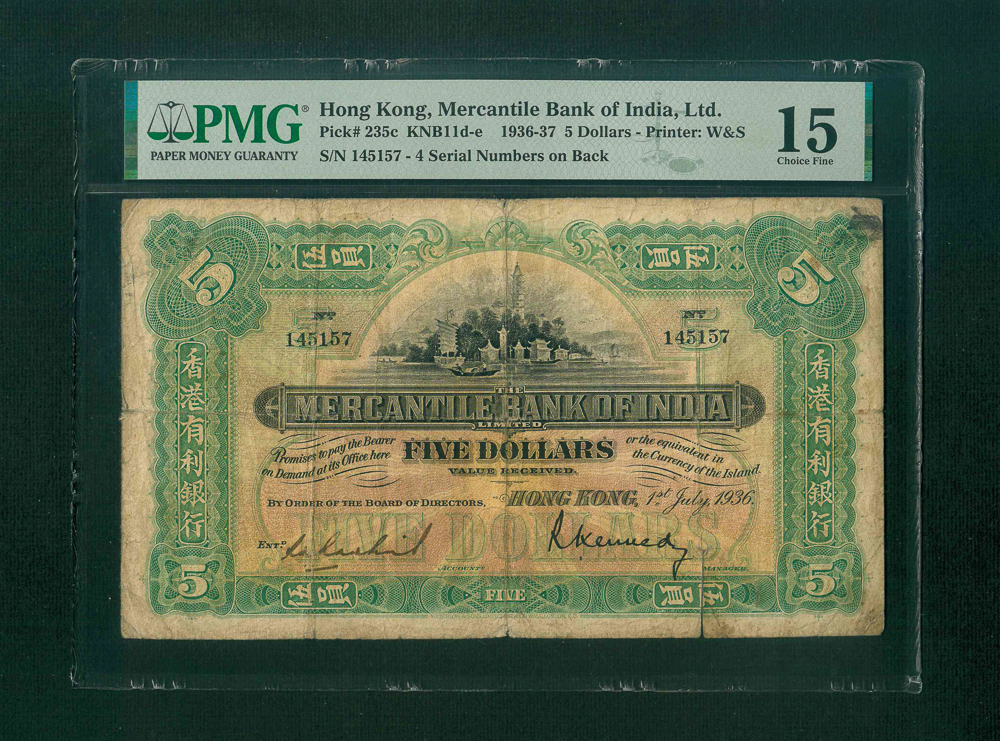 PMG®
PAPER MONEY GUARANTY
Hong Kong, Mercantile Bank of India, Ltd.
Pick# 235c KNB11d-e 1936-37 5 Dollars - Printer: W&S
S/N 145157 - 4 Serial Numbers on Back
15
Choice Fine
5 伍員 員伍 5
Nº Nº
145157 145157
香港有利銀行
香港有利銀行
THE
MERCANTILE BANK OF INDIA
LIMITED
Promises to pay the Bearer on Demand at its Office here
FIVE DOLLARS
or the equivalent in the Currency of the Island.
VALUE RECEIVED.
BY ORDER OF THE BOARD OF DIRECTORS, HONG KONG, 1st July, 1936.
FIVE DOLLARS
ENTD RKennedy
ACCOUNTT MANAGER.
5 伍員 FIVE 員伍 5